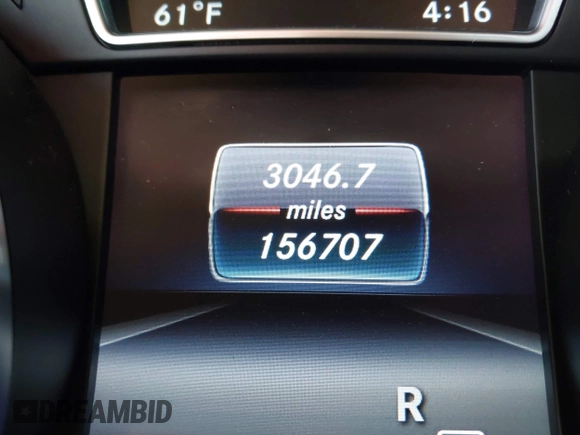 61°F 4:16
3046.7
miles
156707
R
DREAMBID